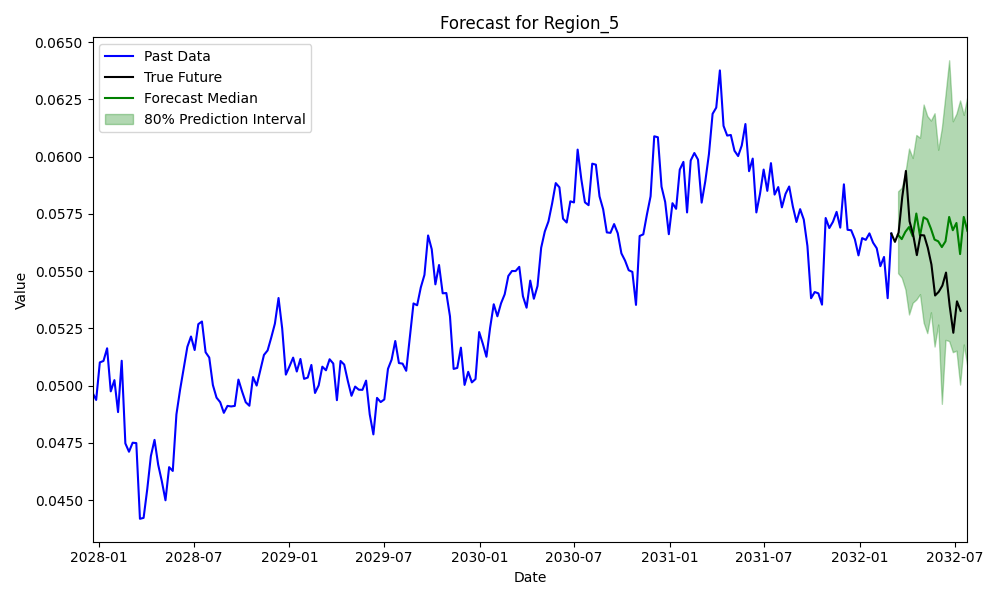 Forecast for Region_5
0.0650
0.0625
0.0600
0.0575
0.0550
0.0525
0.0500
0.0475
0.0450
Value
Past Data
True Future
Forecast Median
80% Prediction Interval
2028-01
2028-07
2029-01
2029-07
2030-01
2030-07
2031-01
2031-07
2032-01
2032-07
Date